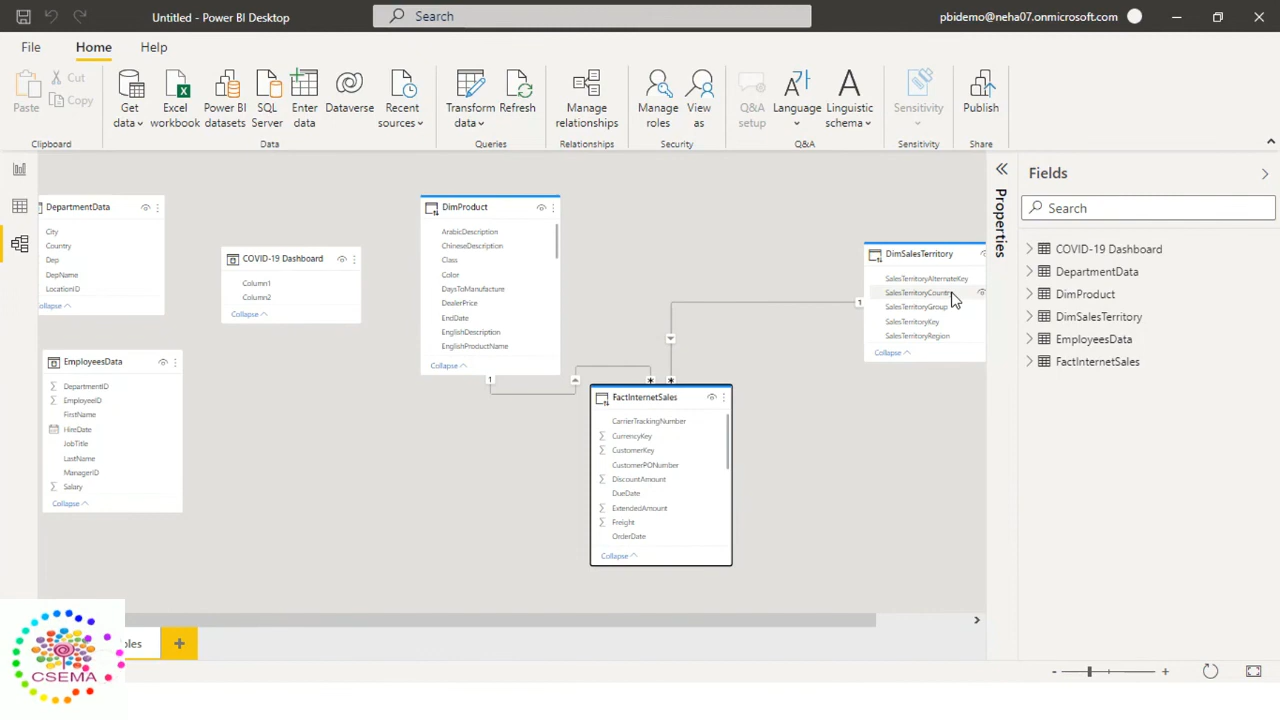 Untitled - Power BI Desktop
Search
pbidemo@neha07.onmicrosoft.com
File
Home
Help
Paste
Cut
Copy
Get data
Excel workbook
Power BI datasets
SQL Server
Enter data
Dataverse
Recent sources
Transform data
Refresh
Manage relationships
Manage roles
View as
Q&A setup
Language
Linguistic schema
Sensitivity
Publish
Clipboard
Data
Queries
Relationships
Security
Q&A
Sensitivity
Share
DepartmentData
City
Country
Dep
DepName
LocationID
COVID-19 Dashboard
Column1
Column2
Collapse
EmployeesData
DepartmentID
EmployeeID
FirstName
HireDate
JobTitle
LastName
ManagerID
Salary
Collapse
DimProduct
ArabicDescription
ChineseDescription
Class
Color
DaysToManufacture
DealerPrice
EndDate
EnglishDescription
EnglishProductName
Collapse
1
*
*
1
FactInternetSales
CarrierTrackingNumber
CurrencyKey
CustomerKey
CustomerPONumber
DiscountAmount
DueDate
ExtendedAmount
Freight
OrderDate
Collapse
DimSalesTerritory
SalesTerritoryAlternateKey
SalesTerritoryGroup
SalesTerritoryKey
SalesTerritoryRegion
Collapse
Properties
Fields
Search
COVID-19 Dashboard
DepartmentData
DimProduct
DimSalesTerritory
EmployeesData
FactInternetSales
CSEMA